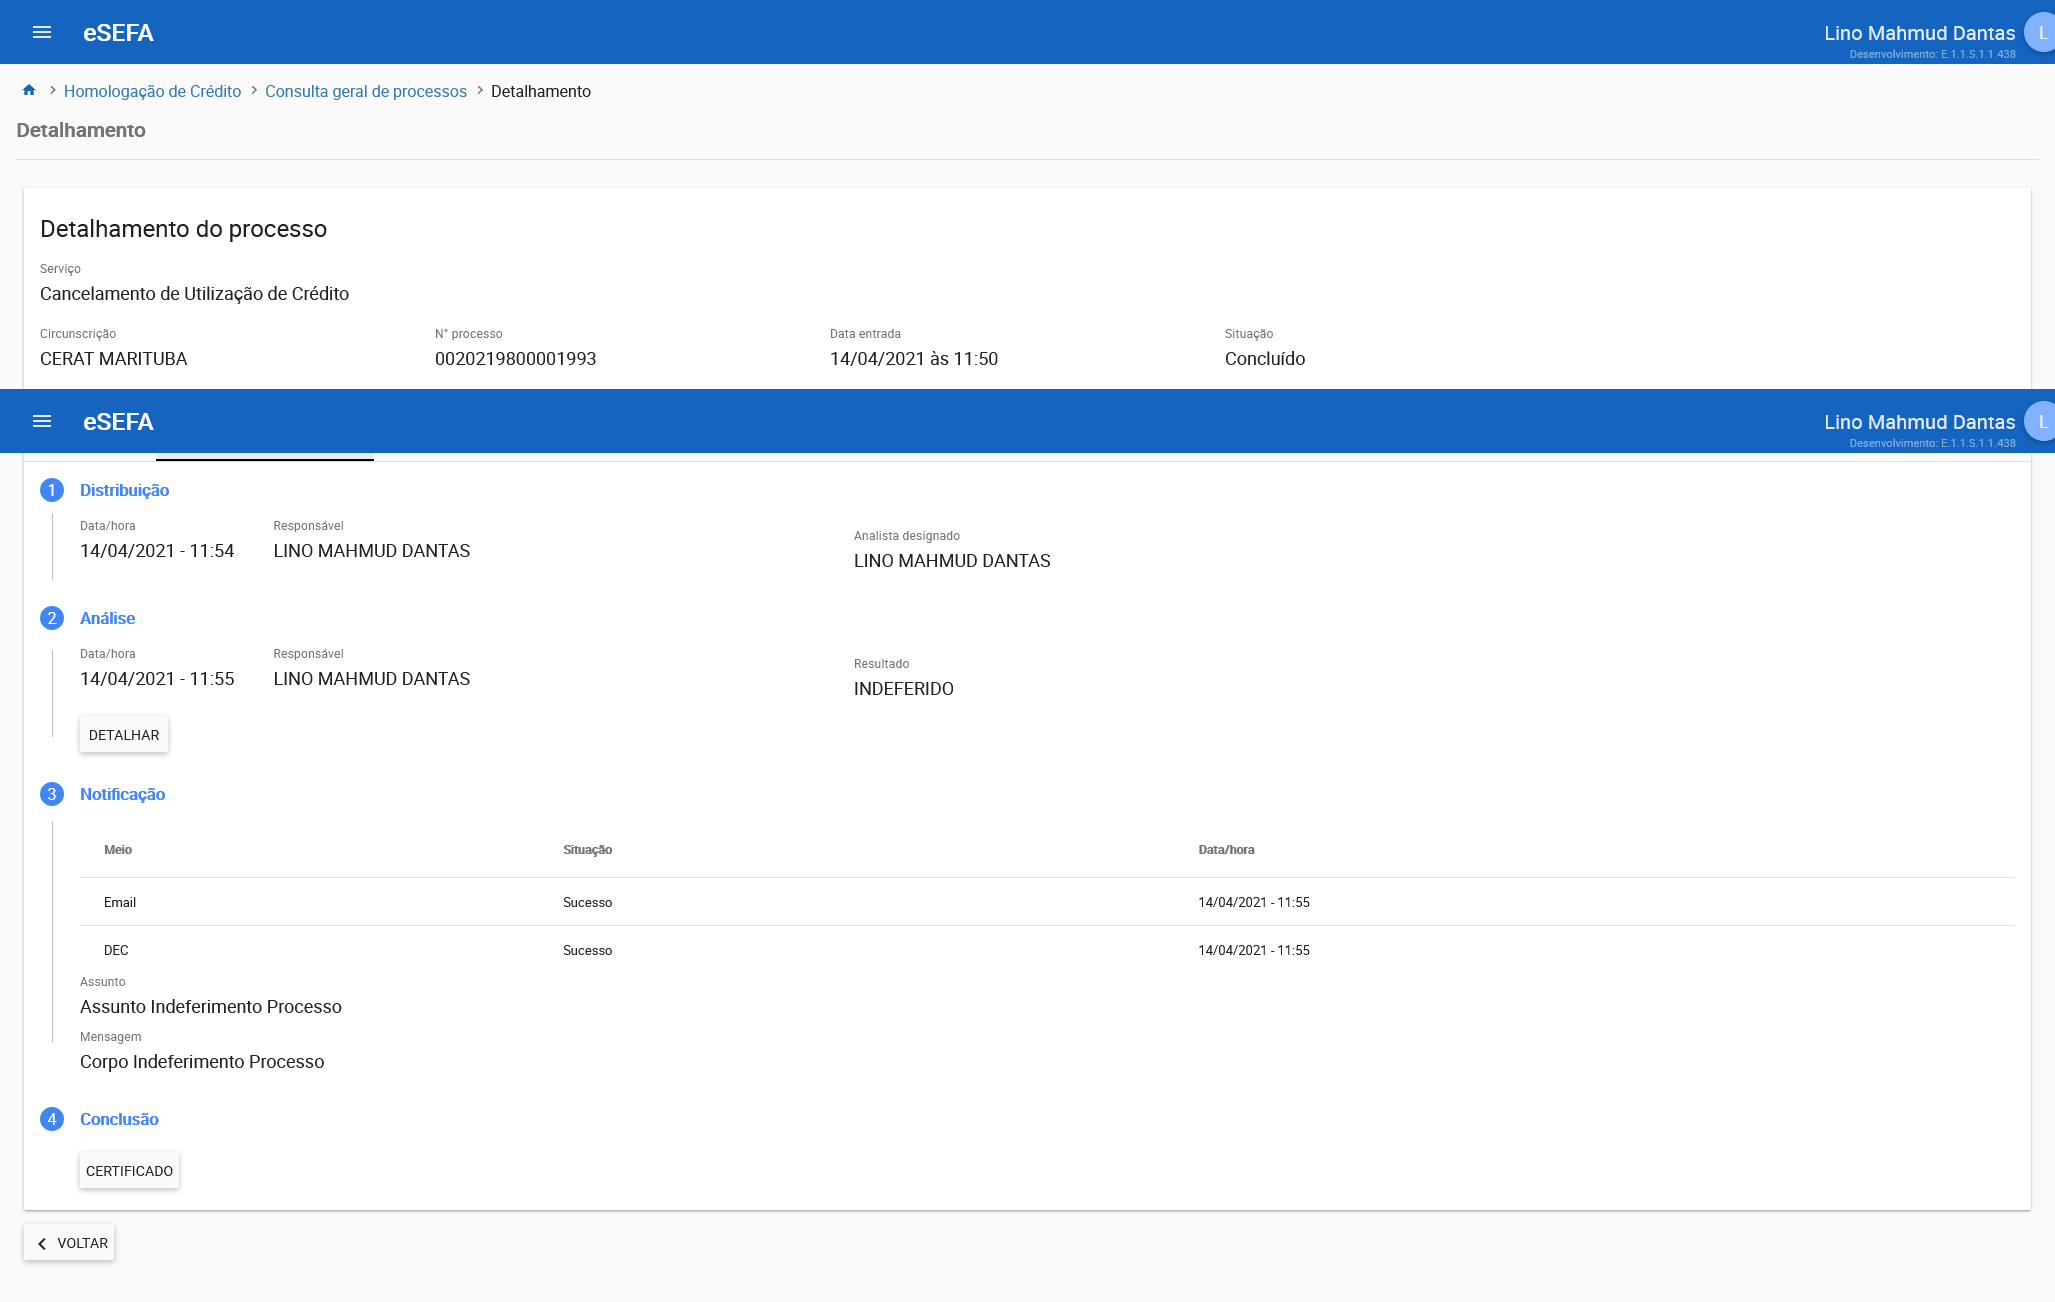 eSEFA
Lino Mahmud Dantas
L
Desenvolvimento: E.1.1.S.1.1.438
Homologação de Crédito > Consulta geral de processos > Detalhamento
Detalhamento
Detalhamento do processo
Serviço
Cancelamento de Utilização de Crédito
Circunscrição N° processo Data entrada Situação
CERAT MARITUBA 0020219800001993 14/04/2021 às 11:50 Concluído
eSEFA
Lino Mahmud Dantas
L
Desenvolvimento: E.1.1.S.1.1.438
1 Distribuição
Data/hora Responsável Analista designado
14/04/2021 - 11:54 LINO MAHMUD DANTAS LINO MAHMUD DANTAS
2 Análise
Data/hora Responsável Resultado
14/04/2021 - 11:55 LINO MAHMUD DANTAS INDEFERIDO
DETALHAR
3 Notificação
Meio Situação Data/hora
Email Sucesso 14/04/2021 - 11:55
DEC Sucesso 14/04/2021 - 11:55
Assunto
Assunto Indeferimento Processo
Mensagem
Corpo Indeferimento Processo
4 Conclusão
CERTIFICADO
VOLTAR